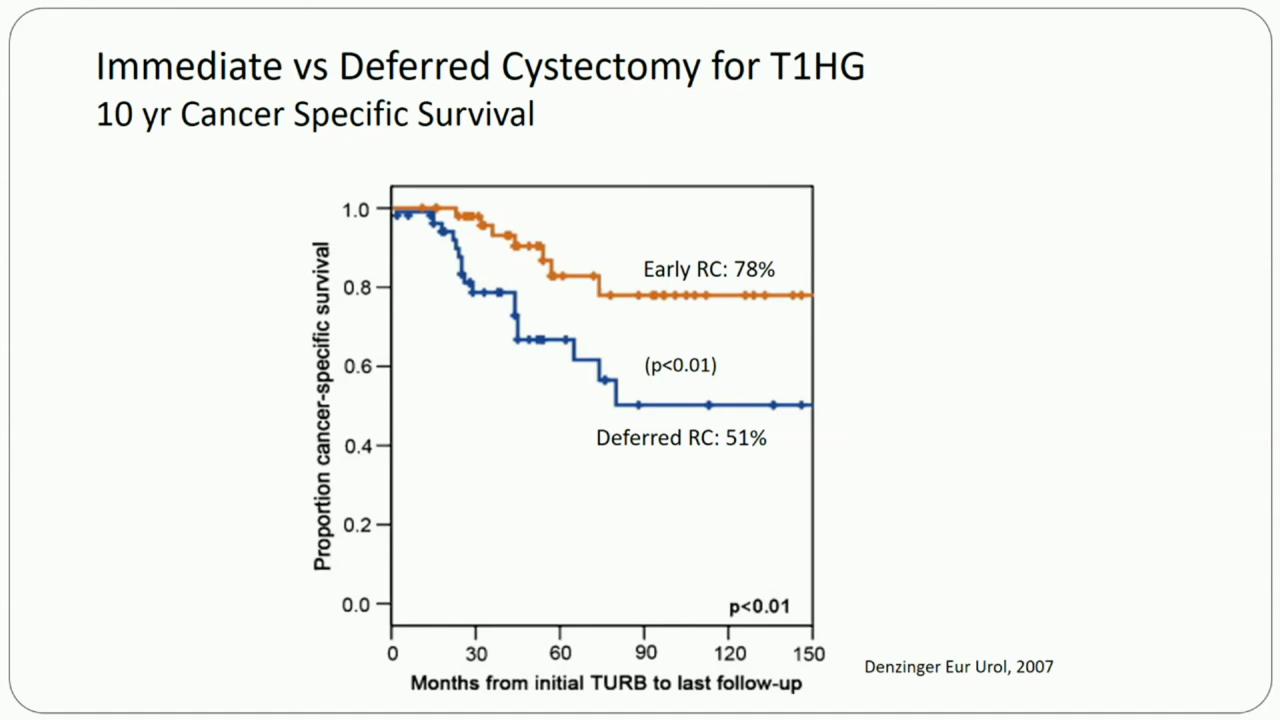 Immediate vs Deferred Cystectomy for T1HG
10 yr Cancer Specific Survival
Proportion cancer-specific survival
1.0
0.8
0.6
0.4
0.2
0.0
Early RC: 78%
(p<0.01)
Deferred RC: 51%
p<0.01
0 30 60 90 120 150
Months from initial TURB to last follow-up
Denzinger Eur Urol, 2007